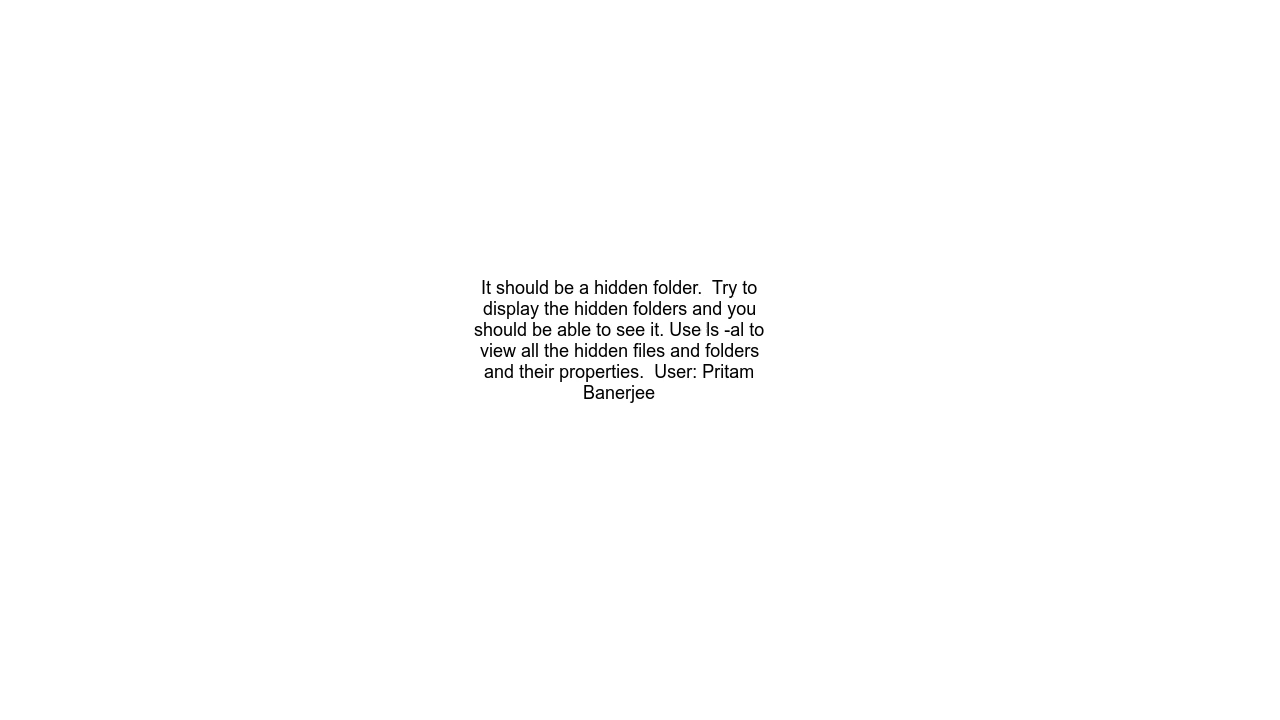 It should be a hidden folder.  Try to
display the hidden folders and you
should be able to see it. Use ls -al to
view all the hidden files and folders
and their properties.  User: Pritam
Banerjee